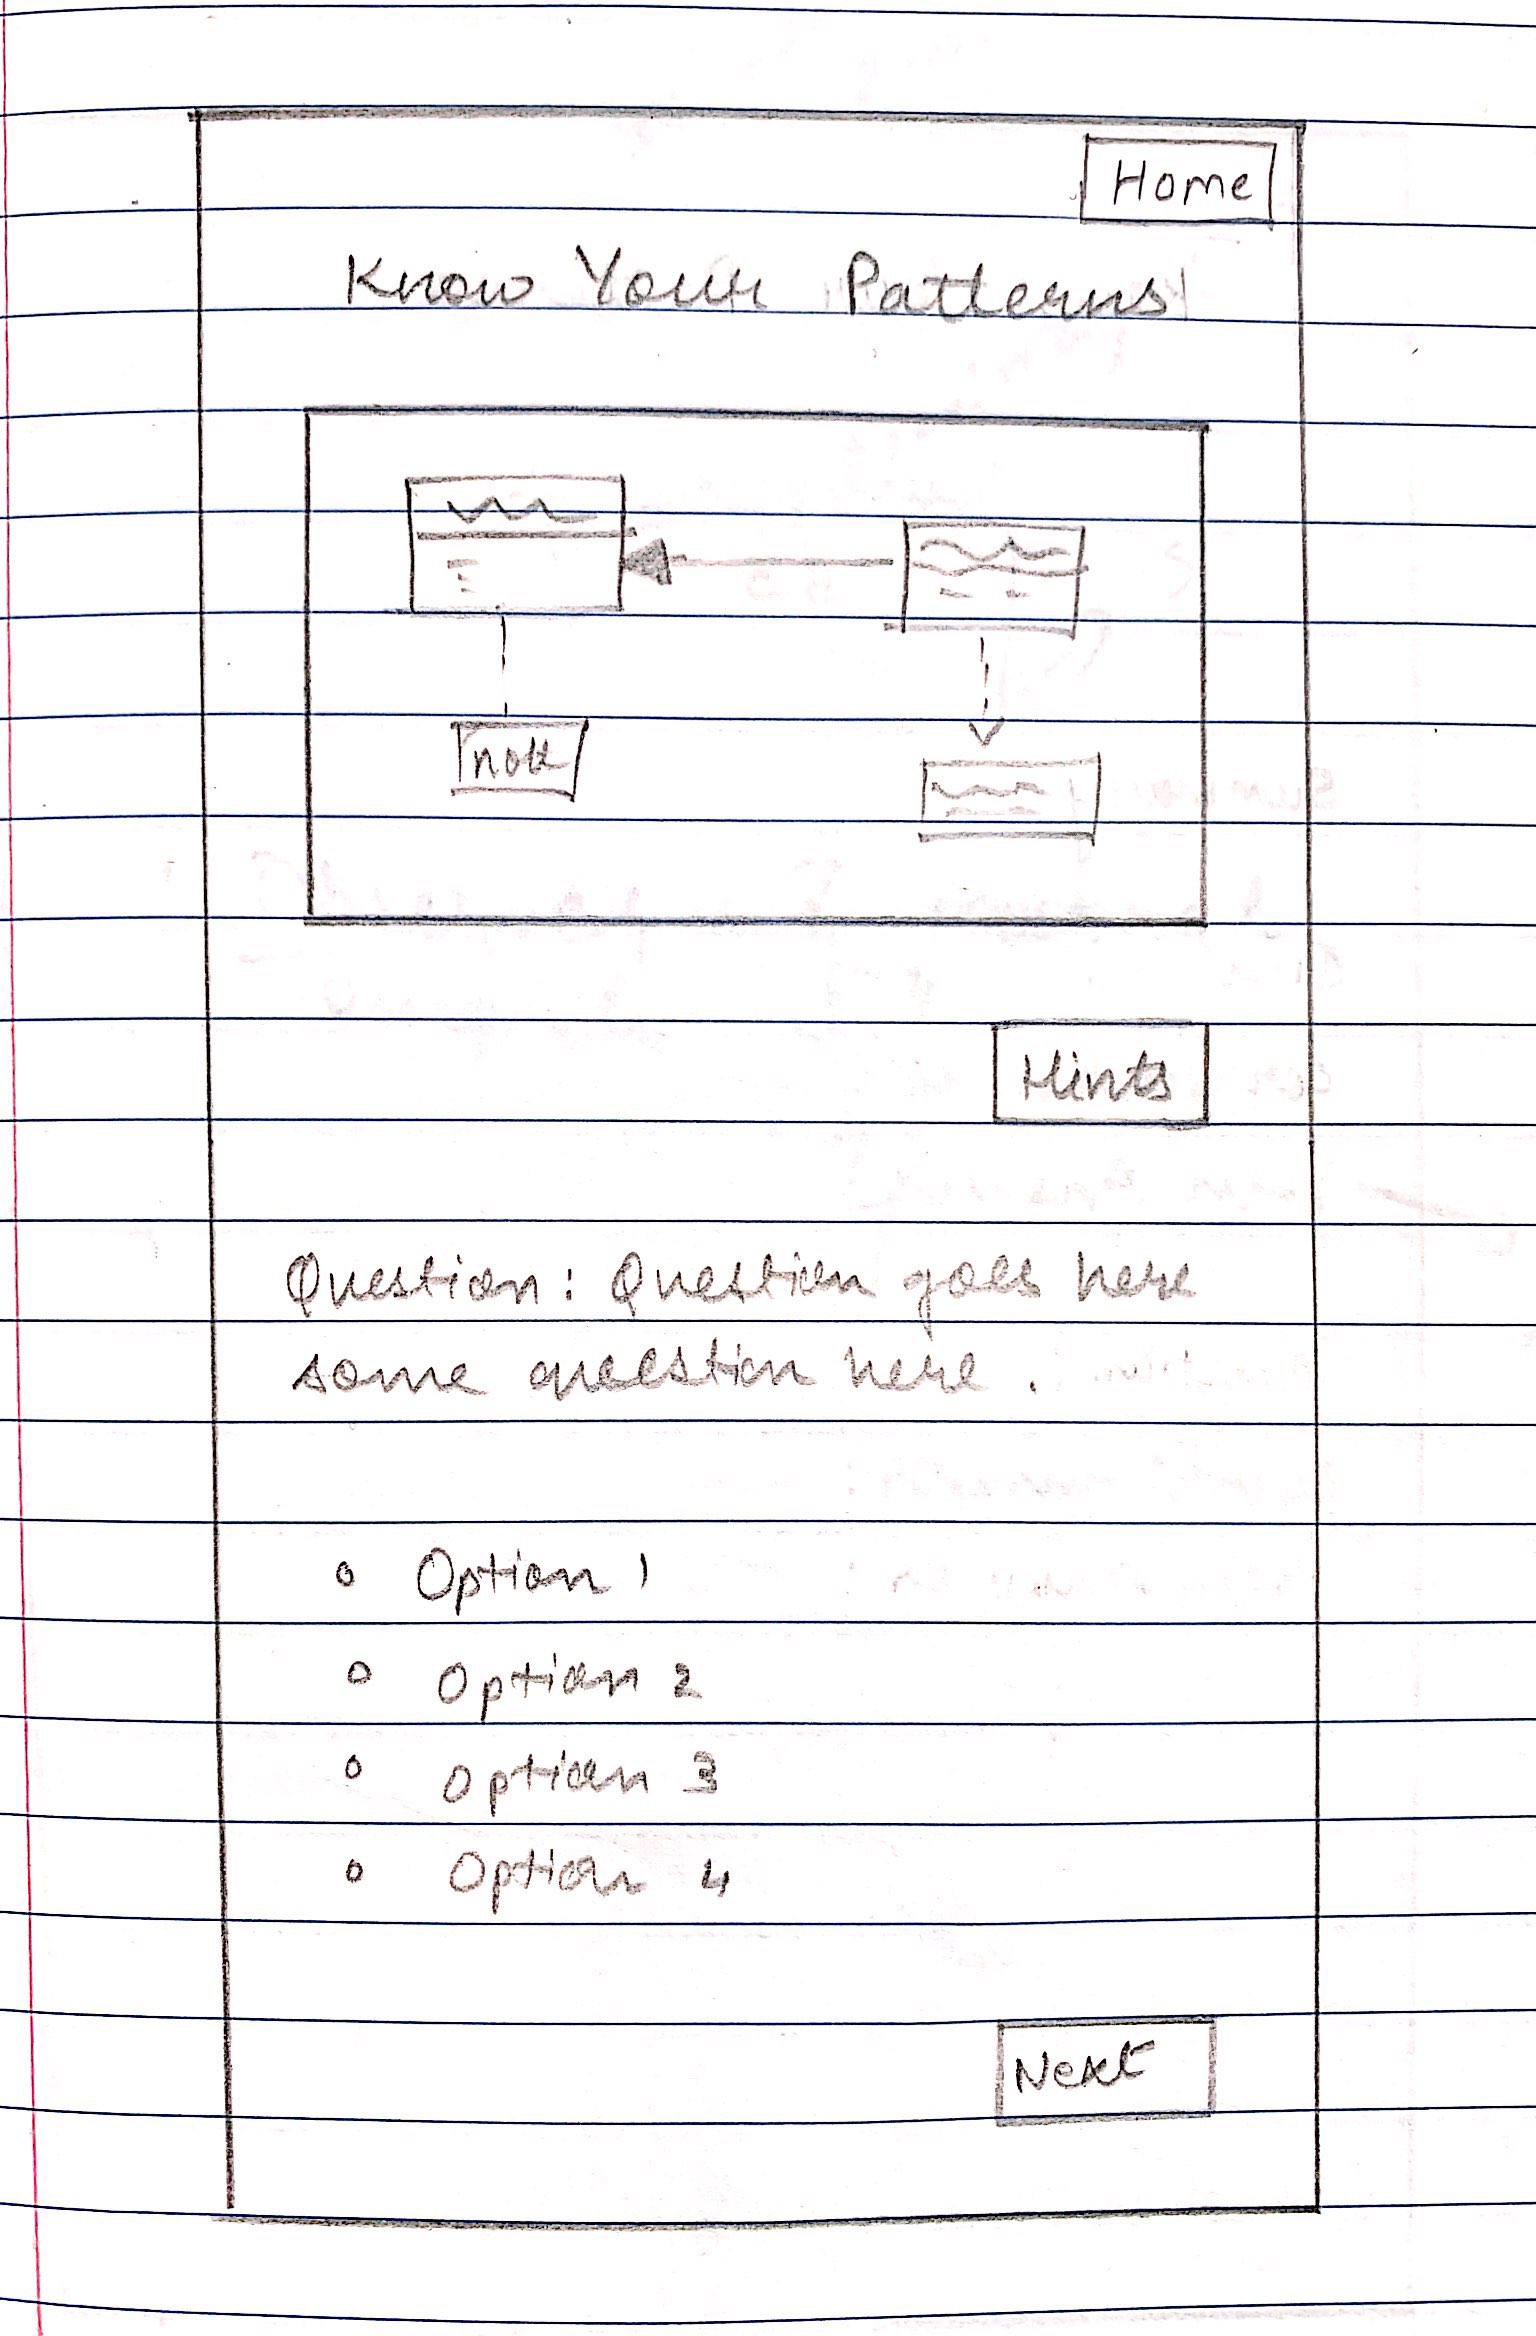 Home
Know Your Patterns
note
Hints
Question: Question goes here
some question here.
Option 1
Option 2
Option 3
Option 4
Next